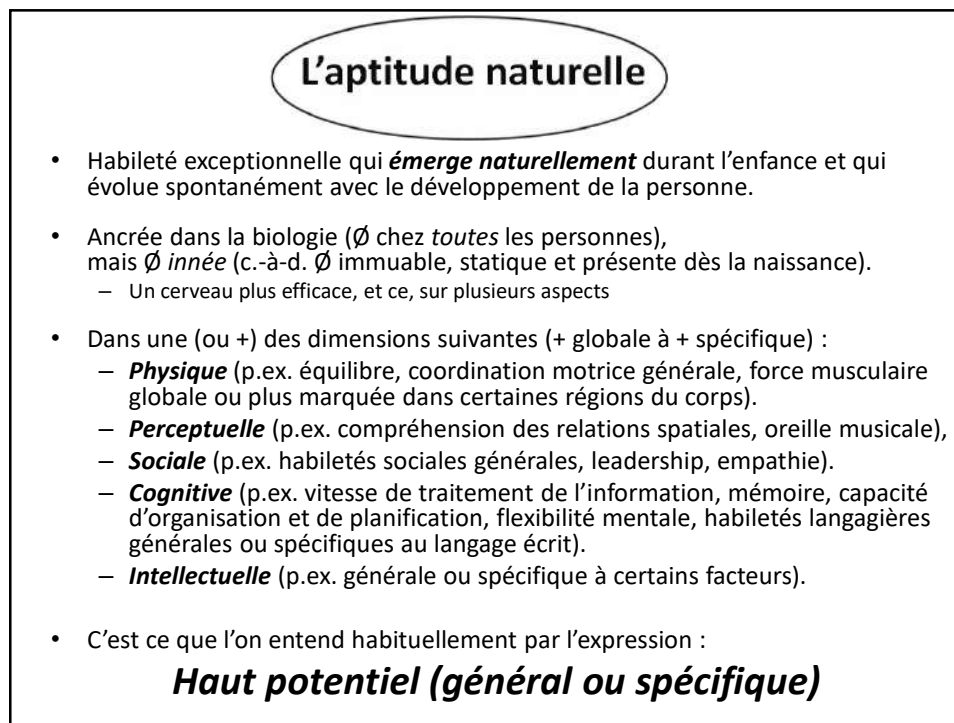 L'aptitude naturelle
• Habileté exceptionnelle qui émerge naturellement durant l'enfance et qui
évolue spontanément avec le développement de la personne.
• Ancrée dans la biologie (Ø chez toutes les personnes),
mais Ø innée (c.-à-d. Ø immuable, statique et présente dès la naissance).
– Un cerveau plus efficace, et ce, sur plusieurs aspects
• Dans une (ou +) des dimensions suivantes (+ globale à + spécifique) :
– Physique (p.ex. équilibre, coordination motrice générale, force musculaire
globale ou plus marquée dans certaines régions du corps).
– Perceptuelle (p.ex. compréhension des relations spatiales, oreille musicale),
– Sociale (p.ex. habiletés sociales générales, leadership, empathie).
– Cognitive (p.ex. vitesse de traitement de l'information, mémoire, capacité
d'organisation et de planification, flexibilité mentale, habiletés langagières
générales ou spécifiques au langage écrit).
– Intellectuelle (p.ex. générale ou spécifique à certains facteurs).
• C'est ce que l'on entend habituellement par l'expression :
Haut potentiel (général ou spécifique)